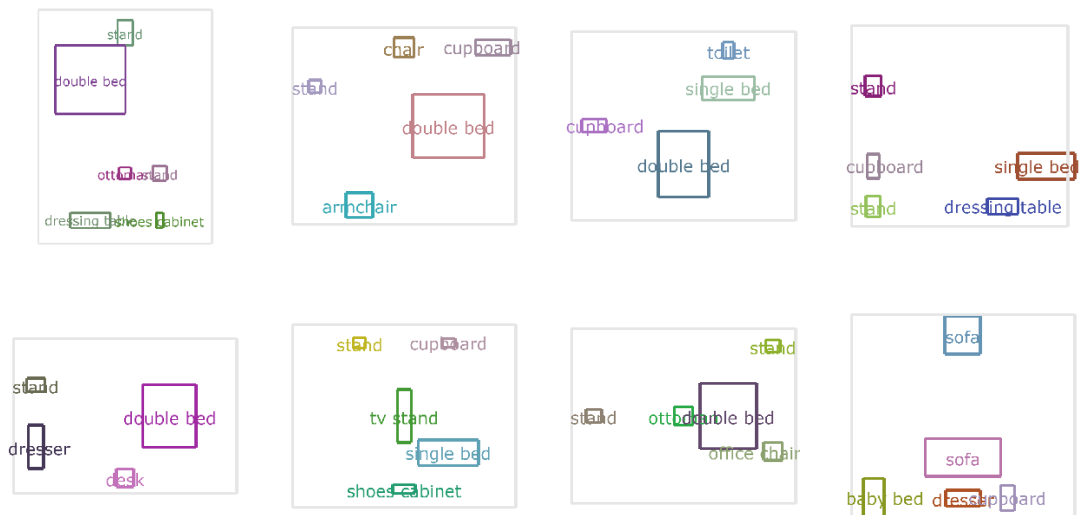 stand
double bed
ottoman
stand
dressing table
shoes cabinet
chair
cupboard
stand
double bed
armchair
toilet
single bed
cupboard
double bed
stand
cupboard
single bed
stand
dressing table
stand
double bed
dresser
desk
stand
cupboard
tv stand
single bed
shoes cabinet
stand
stand
ottoman
double bed
office chair
sofa
sofa
baby bed
dresser
cupboard